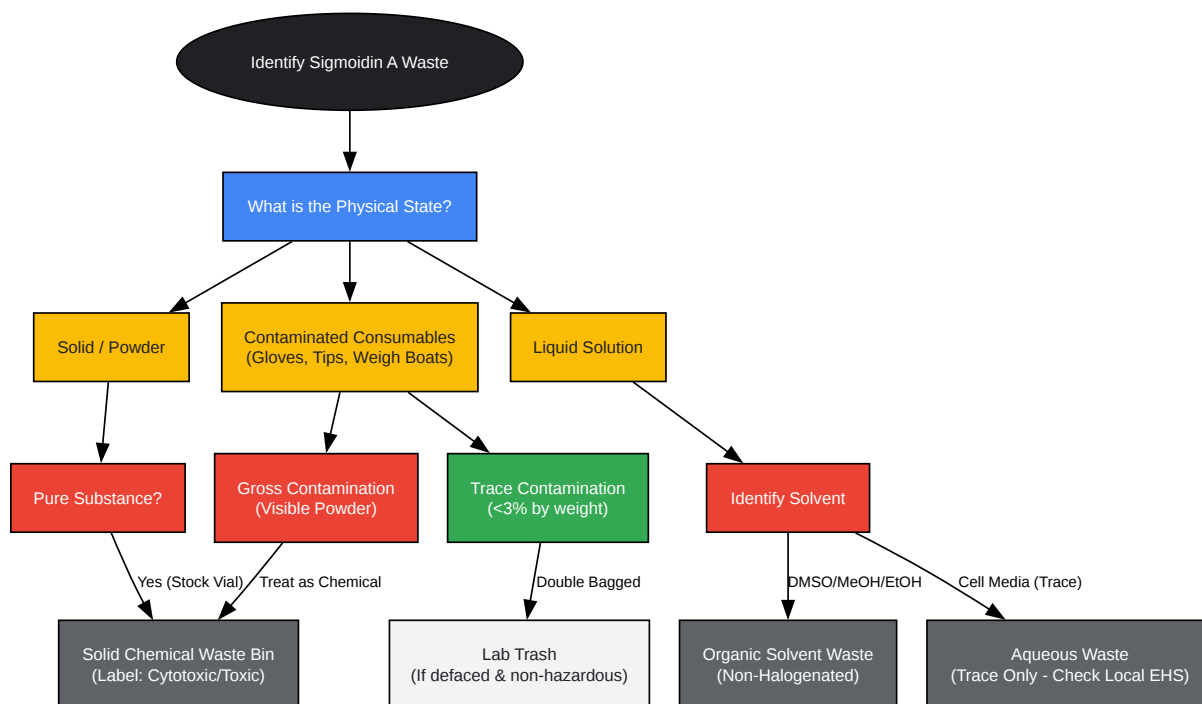 Identify Sigmoidin A Waste
What is the Physical State?
Solid / Powder
Contaminated Consumables
(Gloves, Tips, Weigh Boats)
Liquid Solution
Pure Substance?
Gross Contamination
(Visible Powder)
Trace Contamination
(<3% by weight)
Identify Solvent
Yes (Stock Vial)
Treat as Chemical
Double Bagged
DMSO/MeOH/EtOH
Cell Media (Trace)
Solid Chemical Waste Bin
(Label: Cytotoxic/Toxic)
Lab Trash
(If defaced & non-hazardous)
Organic Solvent Waste
(Non-Halogenated)
Aqueous Waste
(Trace Only - Check Local EHS)